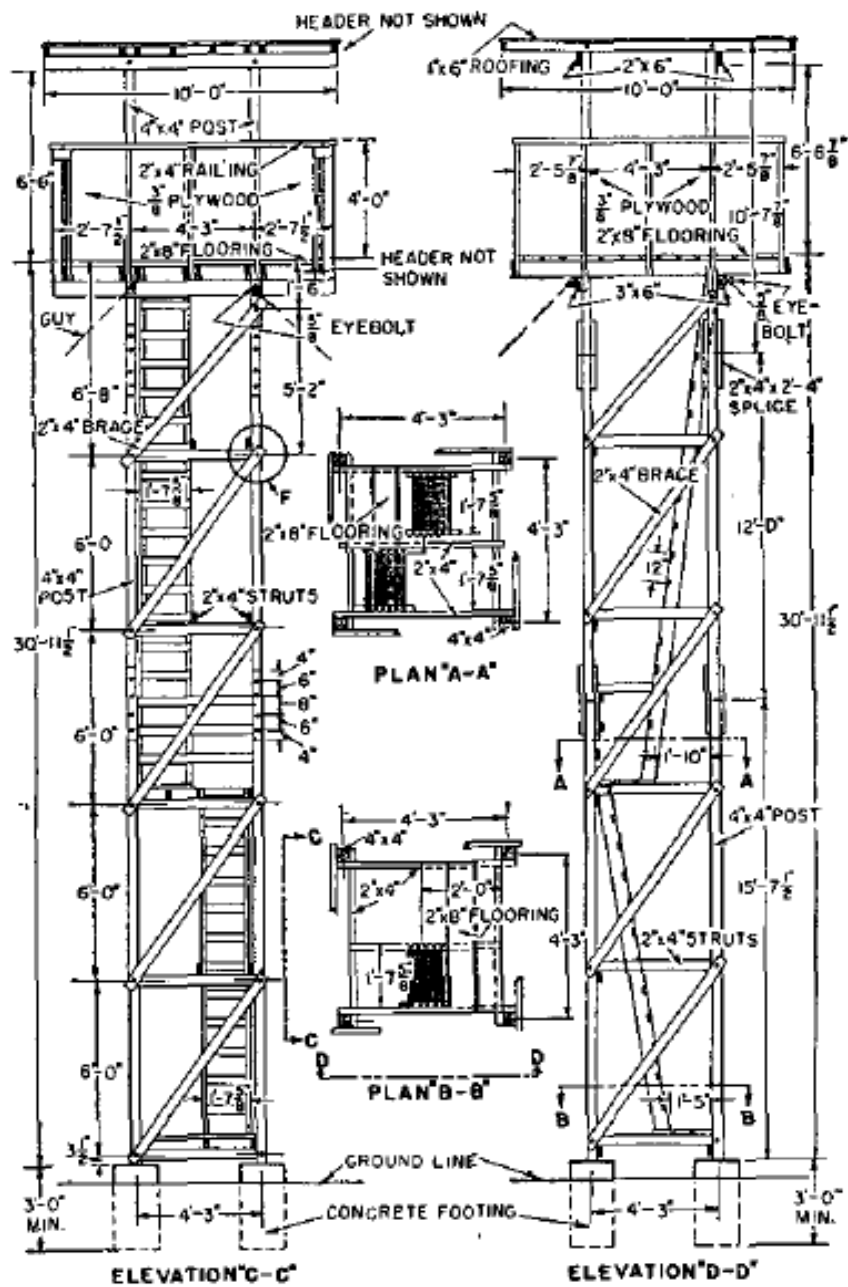 HEADER NOT SHOWN
10'-0"
4"x4" POST
6'-6"
2"x4" RAILING
3/8" PLYWOOD
4'-0"
2'-7 1/2"
4'-3"
2'-7 1/2"
2"x8" FLOORING
HEADER NOT
SHOWN
GUY
5/8" EYEBOLT
6'-8"
5'-2"
2"x4" BRACE
1'-7 5/8"
F
6'-0
4"x4"
POST
2"x4" STRUTS
30'-11 1/2"
4"
6"
8"
6"
4"
6'-0"
6'-0"
6'-0"
1'-7 5/8"
3 1/2"
3'-0"
MIN.
4'-3"
ELEVATION "C-C"
4'-3"
2"x8" FLOORING
1'-7 5/8"
2"x4"
1'-7 5/8"
4"x4"
4'-3"
PLAN "A-A"
C
C
4'-3"
4"x4"
2"x4"
2'-0"
2"x8" FLOORING
1'-7 5/8"
4'-3"
D
D
PLAN "B-B"
GROUND LINE
CONCRETE FOOTING
1"x6" ROOFING
2"x6"
10'-0"
6'-6 7/8"
2'-5 7/8"
4'-3"
2'-5 7/8"
3/8" PLYWOOD
10'-7 7/8"
2"x8" FLOORING
3"x6"
EYE-
BOLT
2"x4"x2'-4"
SPLICE
2"x4" BRACE
12'-0"
12"
30'-11 1/2"
1'-10"
A
A
4"x4" POST
15'-7 1/2"
2"x4" STRUTS
B
1'-5"
B
4'-3"
3'-0"
MIN.
ELEVATION "D-D"